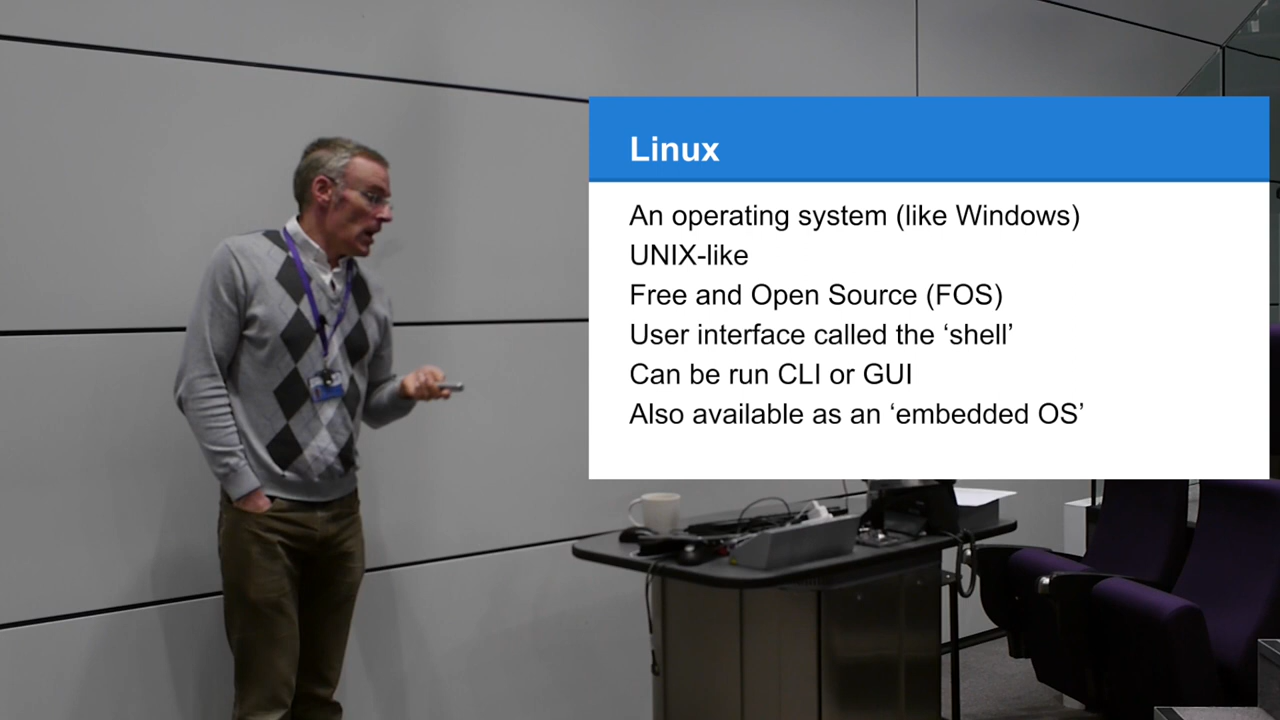 Linux
An operating system (like Windows)
UNIX-like
Free and Open Source (FOS)
User interface called the ‘shell’
Can be run CLI or GUI
Also available as an ‘embedded OS’